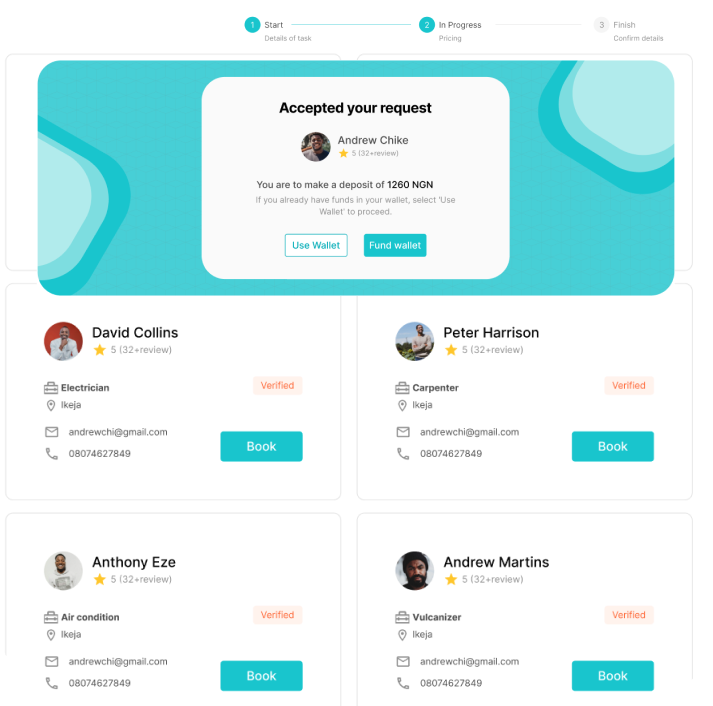 1 Start 2 In Progress 3 Finish
Details of task Pricing Confirm details
Accepted your request
Andrew Chike
5 (32+review)
You are to make a deposit of 1260 NGN
If you already have funds in your wallet, select 'Use
Wallet' to proceed.
Use Wallet Fund wallet
David Collins
5 (32+review)
Electrician Verified
Ikeja
andrewchi@gmail.com
08074627849
Book
Peter Harrison
5 (32+review)
Carpenter Verified
Ikeja
andrewchi@gmail.com
08074627849
Book
Anthony Eze
5 (32+review)
Air condition Verified
Ikeja
andrewchi@gmail.com
08074627849
Book
Andrew Martins
5 (32+review)
Vulcanizer Verified
Ikeja
andrewchi@gmail.com
08074627849
Book